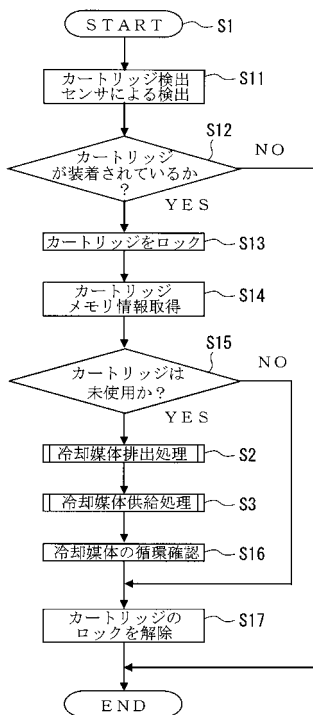 START
S1
カートリッジ検出
センサによる検出
S11
S12
カートリッジ
が装着されているか
?
NO
YES
カートリッジをロック
S13
カートリッジ
メモリ情報取得
S14
S15
カートリッジは
未使用か?
NO
YES
冷却媒体排出処理
S2
冷却媒体供給処理
S3
冷却媒体の循環確認
S16
カートリッジの
ロックを解除
S17
END